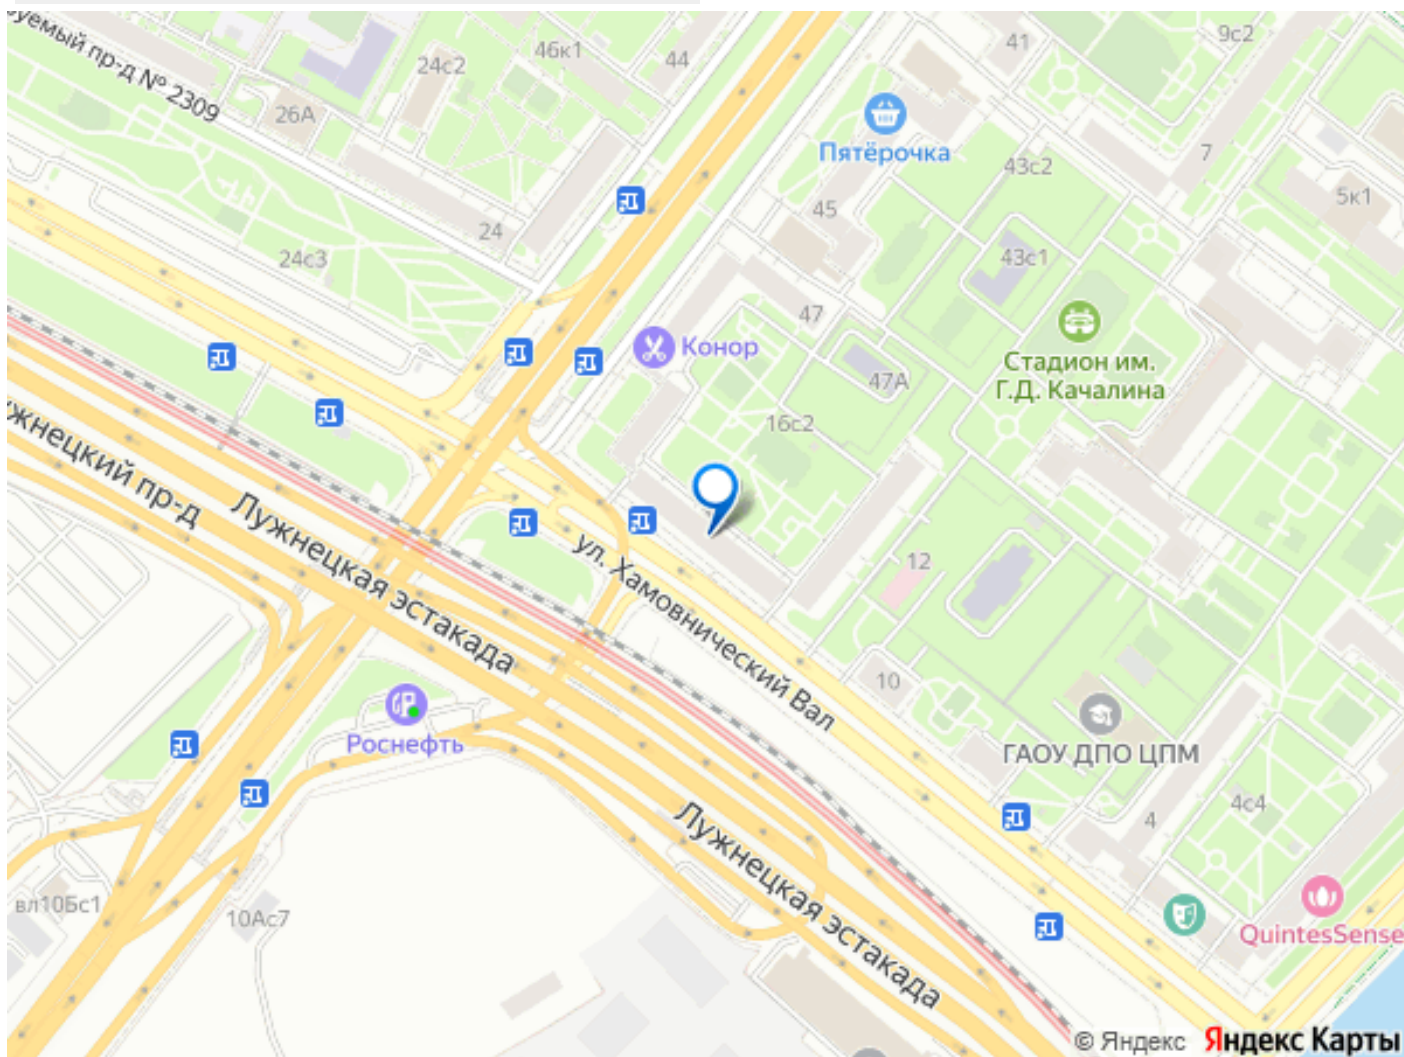 уемый пр-д № 2309
46к1
44
24с2
26А
41
9с2
Пятёрочка
43с2
7
5к1
45
24
24с3
43с1
47
Конор
47А
Стадион им.
Г.Д. Качалина
16с2
жнецкий пр-д
Лужнецкая эстакада
ул. Хамовнический Вал
12
10
Роснефть
ГАОУ ДПО ЦПМ
4с4
4
Лужнецкая эстакада
вл10Бс1
10Ас7
QuintesSense
© Яндекс Яндекс Карты